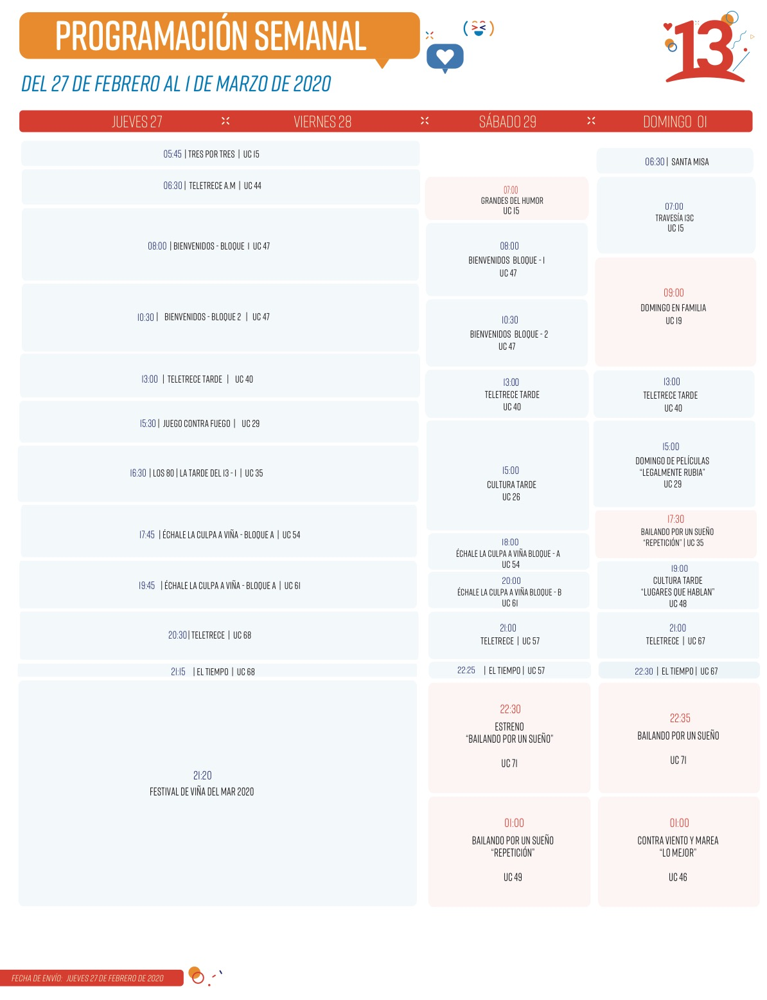 PROGRAMACIÓN SEMANAL
13
DEL 27 DE FEBRERO AL 1 DE MARZO DE 2020
JUEVES 27
VIERNES 28
SÁBADO 29
DOMINGO 01
05:45 | TRES POR TRES | UC 15
06:30 | TELETRECE A.M | UC 44
08:00 | BIENVENIDOS - BLOQUE 1 UC 47
10:30 | BIENVENIDOS - BLOQUE 2 | UC 47
13:00 | TELETRECE TARDE | UC 40
15:30 | JUEGO CONTRA FUEGO | UC 29
16:30 | LOS 80 | LA TARDE DEL 13 - 1 | UC 35
17:45 | ÉCHALE LA CULPA A VIÑA - BLOQUE A | UC 54
19:45 | ÉCHALE LA CULPA A VIÑA - BLOQUE A | UC 61
20:30 | TELETRECE | UC 68
21:15 | EL TIEMPO | UC 68
21:20
FESTIVAL DE VIÑA DEL MAR 2020
07:00
GRANDES DEL HUMOR
UC 15
08:00
BIENVENIDOS BLOQUE - 1
UC 47
10:30
BIENVENIDOS BLOQUE - 2
UC 47
13:00
TELETRECE TARDE
UC 40
15:00
CULTURA TARDE
UC 26
18:00
ÉCHALE LA CULPA A VIÑA BLOQUE - A
UC 54
20:00
ÉCHALE LA CULPA A VIÑA BLOQUE - B
UC 61
21:00
TELETRECE | UC 57
22:25 | EL TIEMPO | UC 57
22:30
ESTRENO
“BAILANDO POR UN SUEÑO”
UC 71
01:00
BAILANDO POR UN SUEÑO
“REPETICIÓN”
UC 49
06:30 | SANTA MISA
07:00
TRAVESÍA 13C
UC 15
09:00
DOMINGO EN FAMILIA
UC 19
13:00
TELETRECE TARDE
UC 40
15:00
DOMINGO DE PELÍCULAS
“LEGALMENTE RUBIA”
UC 29
17:30
BAILANDO POR UN SUEÑO
“REPETICIÓN” | UC 35
19:00
CULTURA TARDE
“LUGARES QUE HABLAN”
UC 48
21:00
TELETRECE | UC 67
22:30 | EL TIEMPO | UC 67
22:35
BAILANDO POR UN SUEÑO
UC 71
01:00
CONTRA VIENTO Y MAREA
“LO MEJOR”
UC 46
FECHA DE ENVÍO: JUEVES 27 DE FEBRERO DE 2020